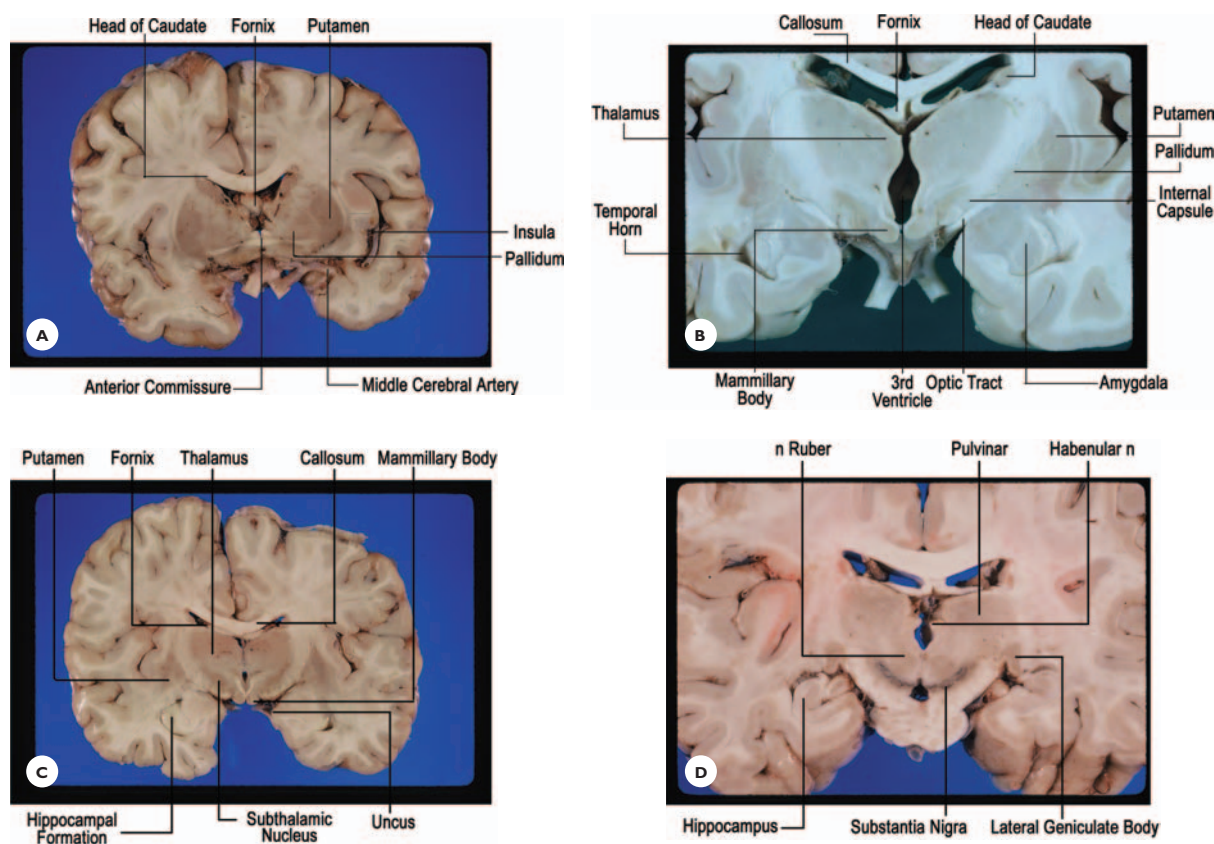 Head of Caudate Fornix Putamen
Insula
Pallidum
A
Anterior Commissure Middle Cerebral Artery
Callosum Fornix Head of Caudate
Thalamus
Putamen
Pallidum
Temporal
Horn
Internal
Capsule
B
Mammillary
Body
3rd
Ventricle
Optic Tract
Amygdala
Putamen Fornix Thalamus Callosum Mammillary Body
C
Hippocampal
Formation
Subthalamic
Nucleus
Uncus
n Ruber Pulvinar Habenular n
D
Hippocampus Substantia Nigra Lateral Geniculate Body